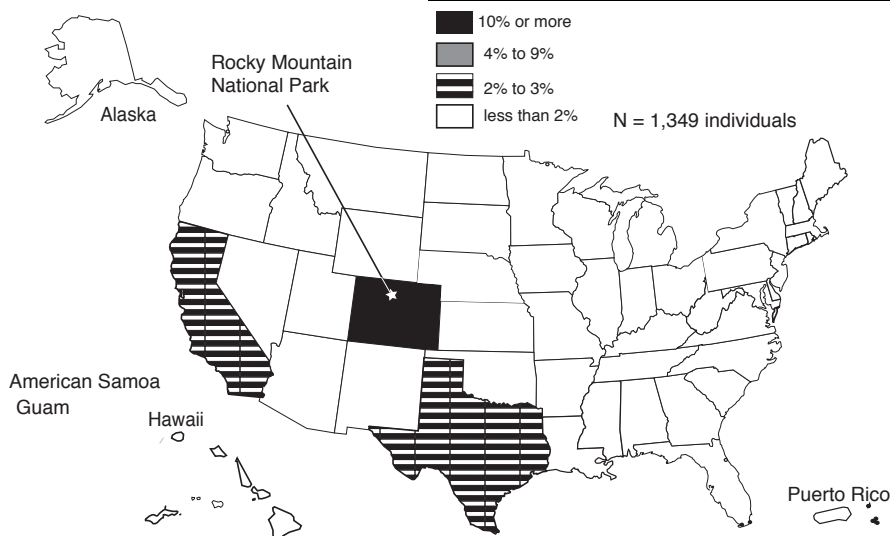 10% or more
4% to 9%
2% to 3%
less than 2%
N = 1,349 individuals
Rocky Mountain
National Park
Alaska
American Samoa
Guam
Hawaii
Puerto Rico